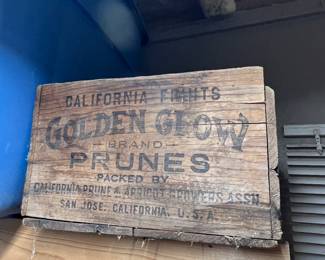 CALIFORNIA FRUITS
GOLDEN GLOW
BRAND
PRUNES
PACKED BY
CALIFORNIA PRUNE & APRICOT GROWERS ASSN.
SAN JOSE, CALIFORNIA, U.S.A.